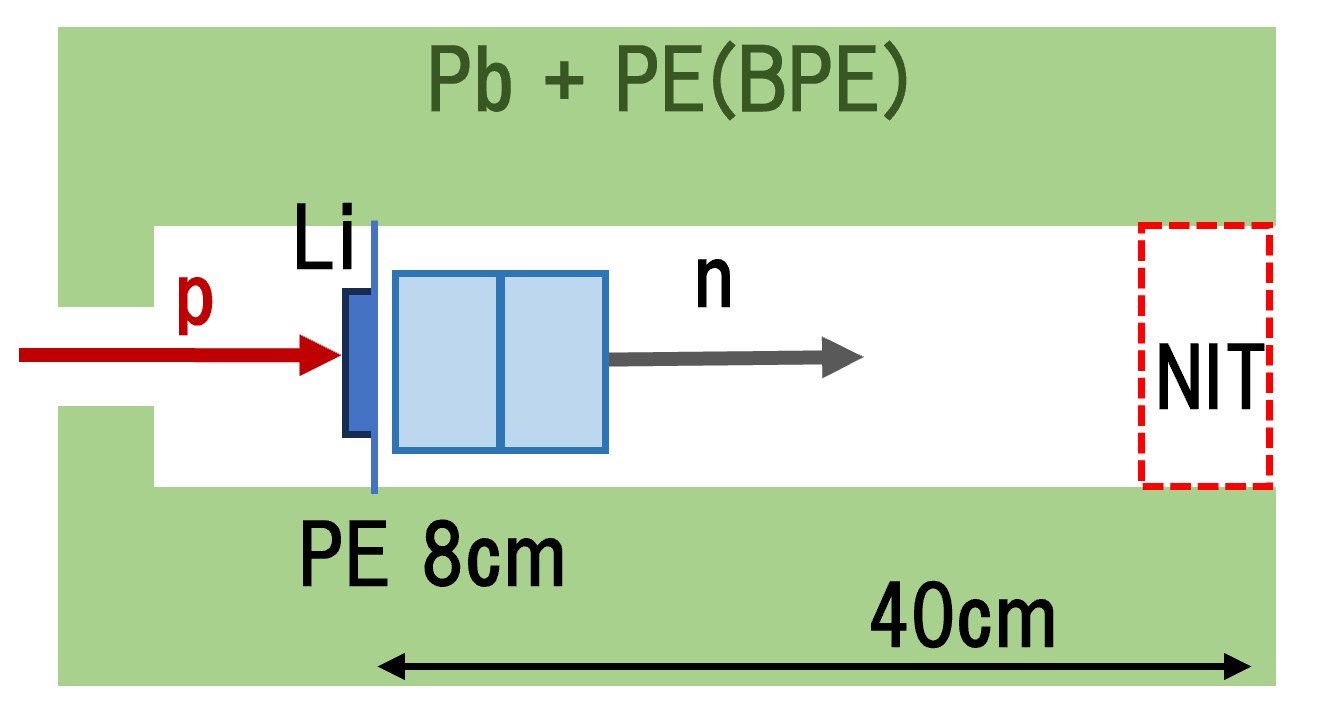 Pb + PE(BPE)
Li
p
n
NIT
PE 8cm
40cm